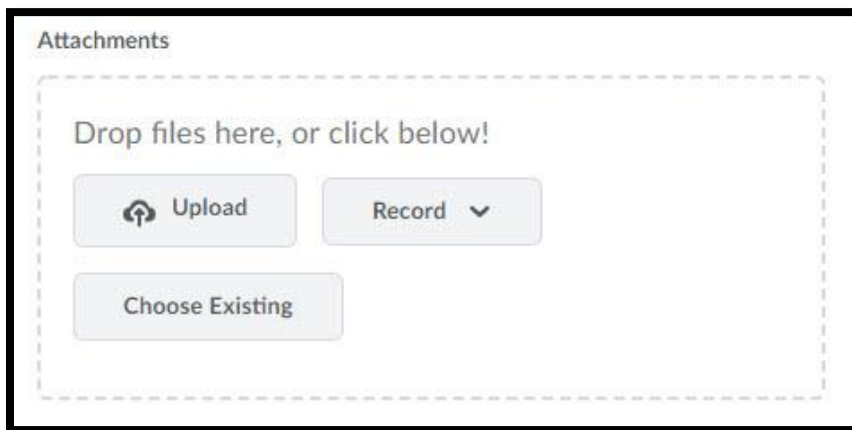 Attachments
Drop files here, or click below!
Upload
Record
Choose Existing